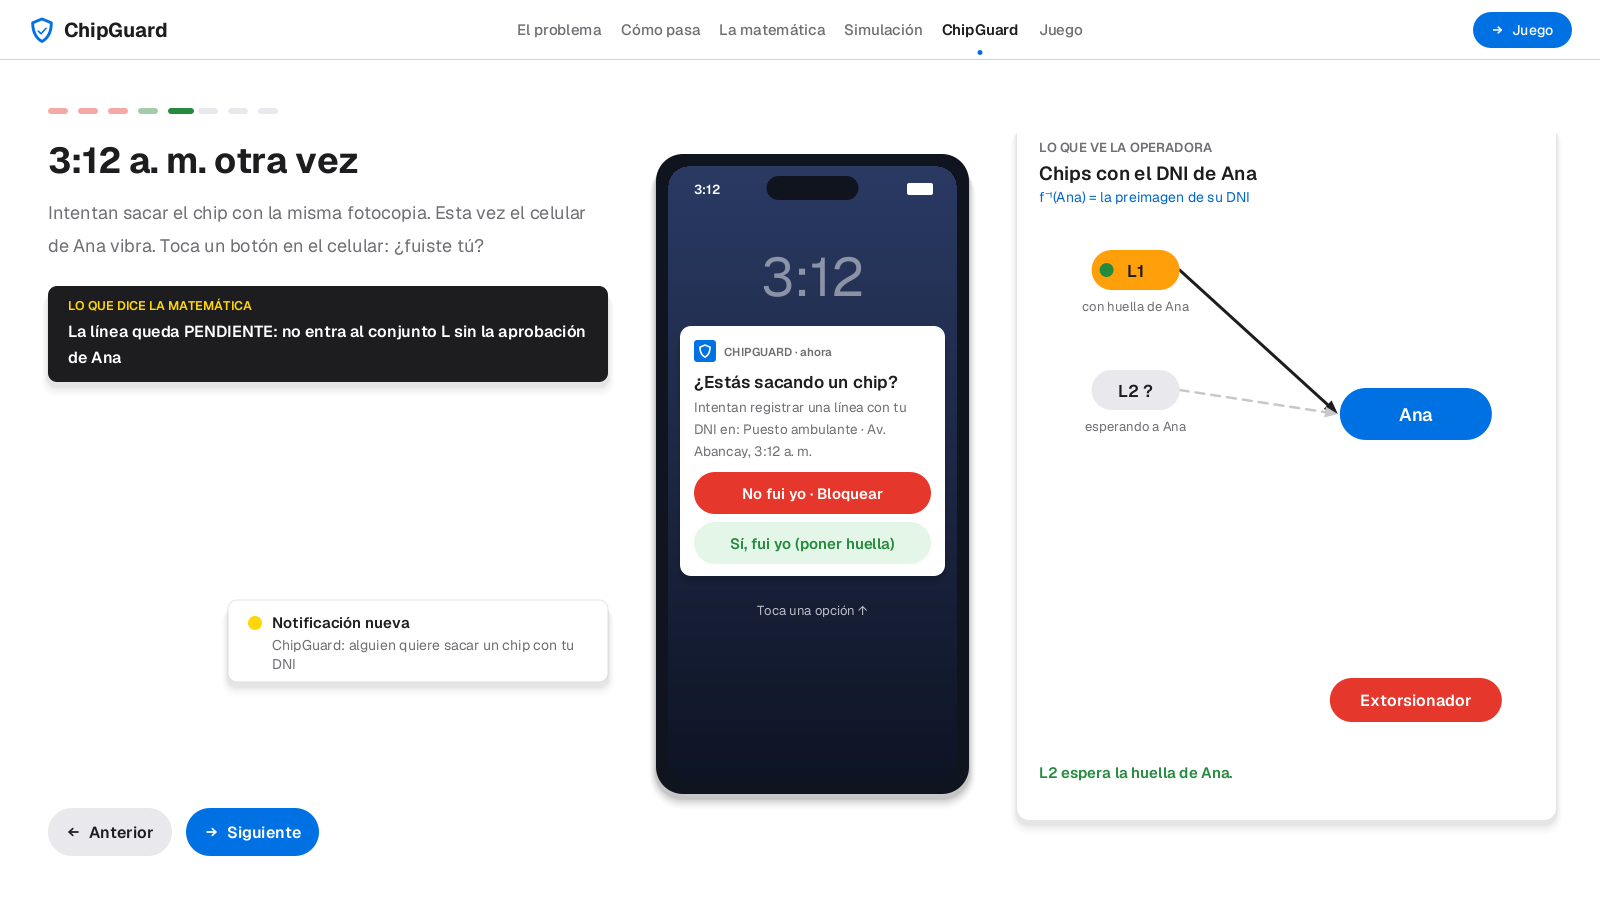 ChipGuard
El problema
Cómo pasa
La matemática
Simulación
ChipGuard
Juego
→ Juego
3:12 a. m. otra vez
Intentan sacar el chip con la misma fotocopia. Esta vez el celular
de Ana vibra. Toca un botón en el celular: ¿fuiste tú?
LO QUE DICE LA MATEMÁTICA
La línea queda PENDIENTE: no entra al conjunto L sin la aprobación
de Ana
Notificación nueva
ChipGuard: alguien quiere sacar un chip con tu
DNI
← Anterior
→ Siguiente
3:12
3:12
CHIPGUARD · ahora
¿Estás sacando un chip?
Intentan registrar una línea con tu
DNI en: Puesto ambulante · Av.
Abancay, 3:12 a. m.
No fui yo · Bloquear
Sí, fui yo (poner huella)
Toca una opción ↑
LO QUE VE LA OPERADORA
Chips con el DNI de Ana
f⁻¹(Ana) = la preimagen de su DNI
L1
con huella de Ana
L2 ?
esperando a Ana
Ana
Extorsionador
L2 espera la huella de Ana.